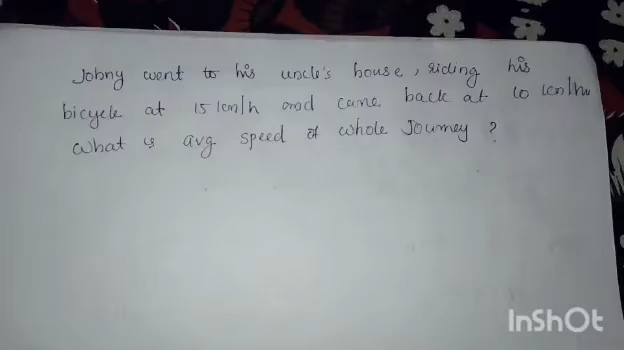 Johny went to his uncle's house, riding his
bicycle at 15 km/h and came back at 10 km/hr
What is avg speed of whole Journey ?
InShOt